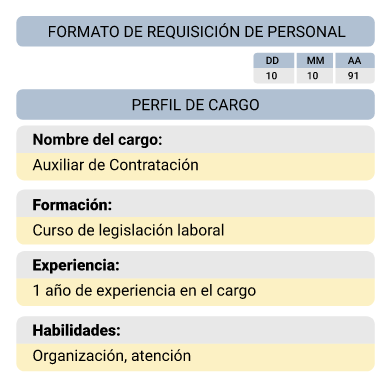 FORMATO DE REQUISICIÓN DE PERSONAL
DD MM AA
10 10 91
PERFIL DE CARGO
Nombre del cargo:
Auxiliar de Contratación
Formación:
Curso de legislación laboral
Experiencia:
1 año de experiencia en el cargo
Habilidades:
Organización, atención